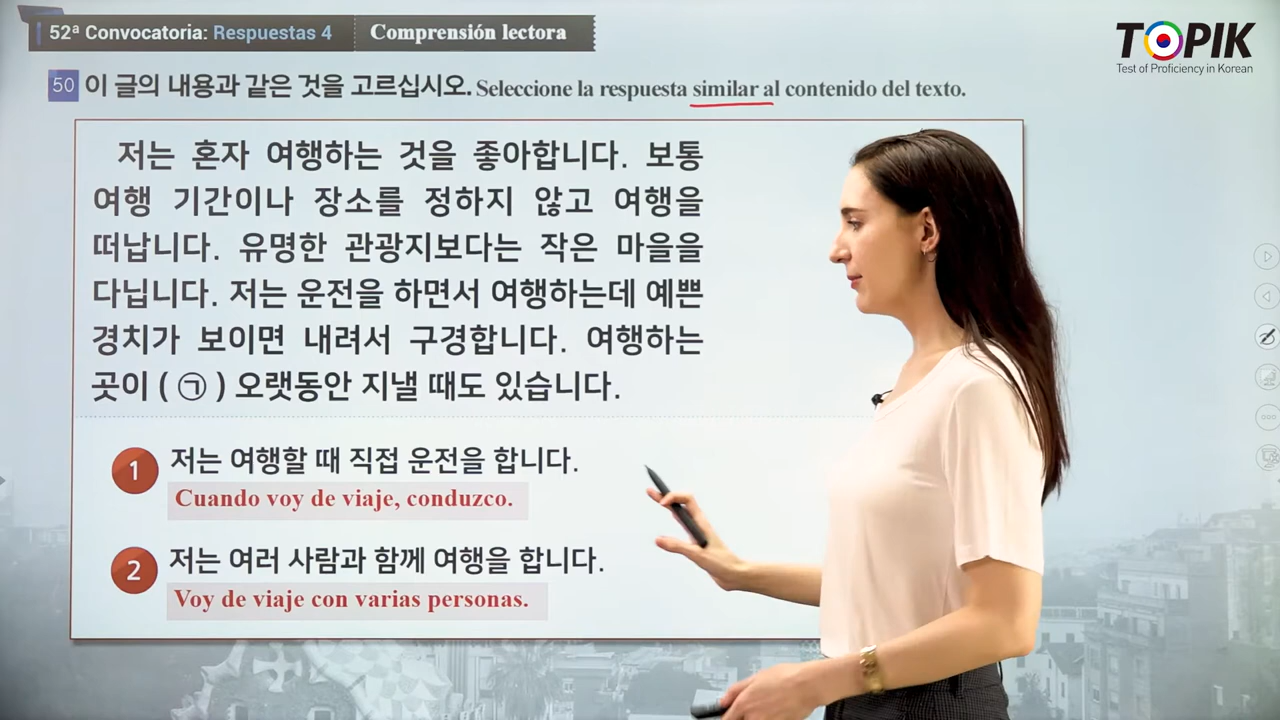 52ª Convocatoria: Respuestas 4
Comprensión lectora
TOPIK
Test of Proficiency in Korean
50 이 글의 내용과 같은 것을 고르십시오. Seleccione la respuesta similar al contenido del texto.
저는 혼자 여행하는 것을 좋아합니다. 보통
여행 기간이나 장소를 정하지 않고 여행을
떠납니다. 유명한 관광지보다는 작은 마을을
다닙니다. 저는 운전을 하면서 여행하는데 예쁜
경치가 보이면 내려서 구경합니다. 여행하는
곳이 ( ㉠ ) 오랫동안 지낼 때도 있습니다.
1 저는 여행할 때 직접 운전을 합니다.
Cuando voy de viaje, conduzco.
2 저는 여러 사람과 함께 여행을 합니다.
Voy de viaje con varias personas.